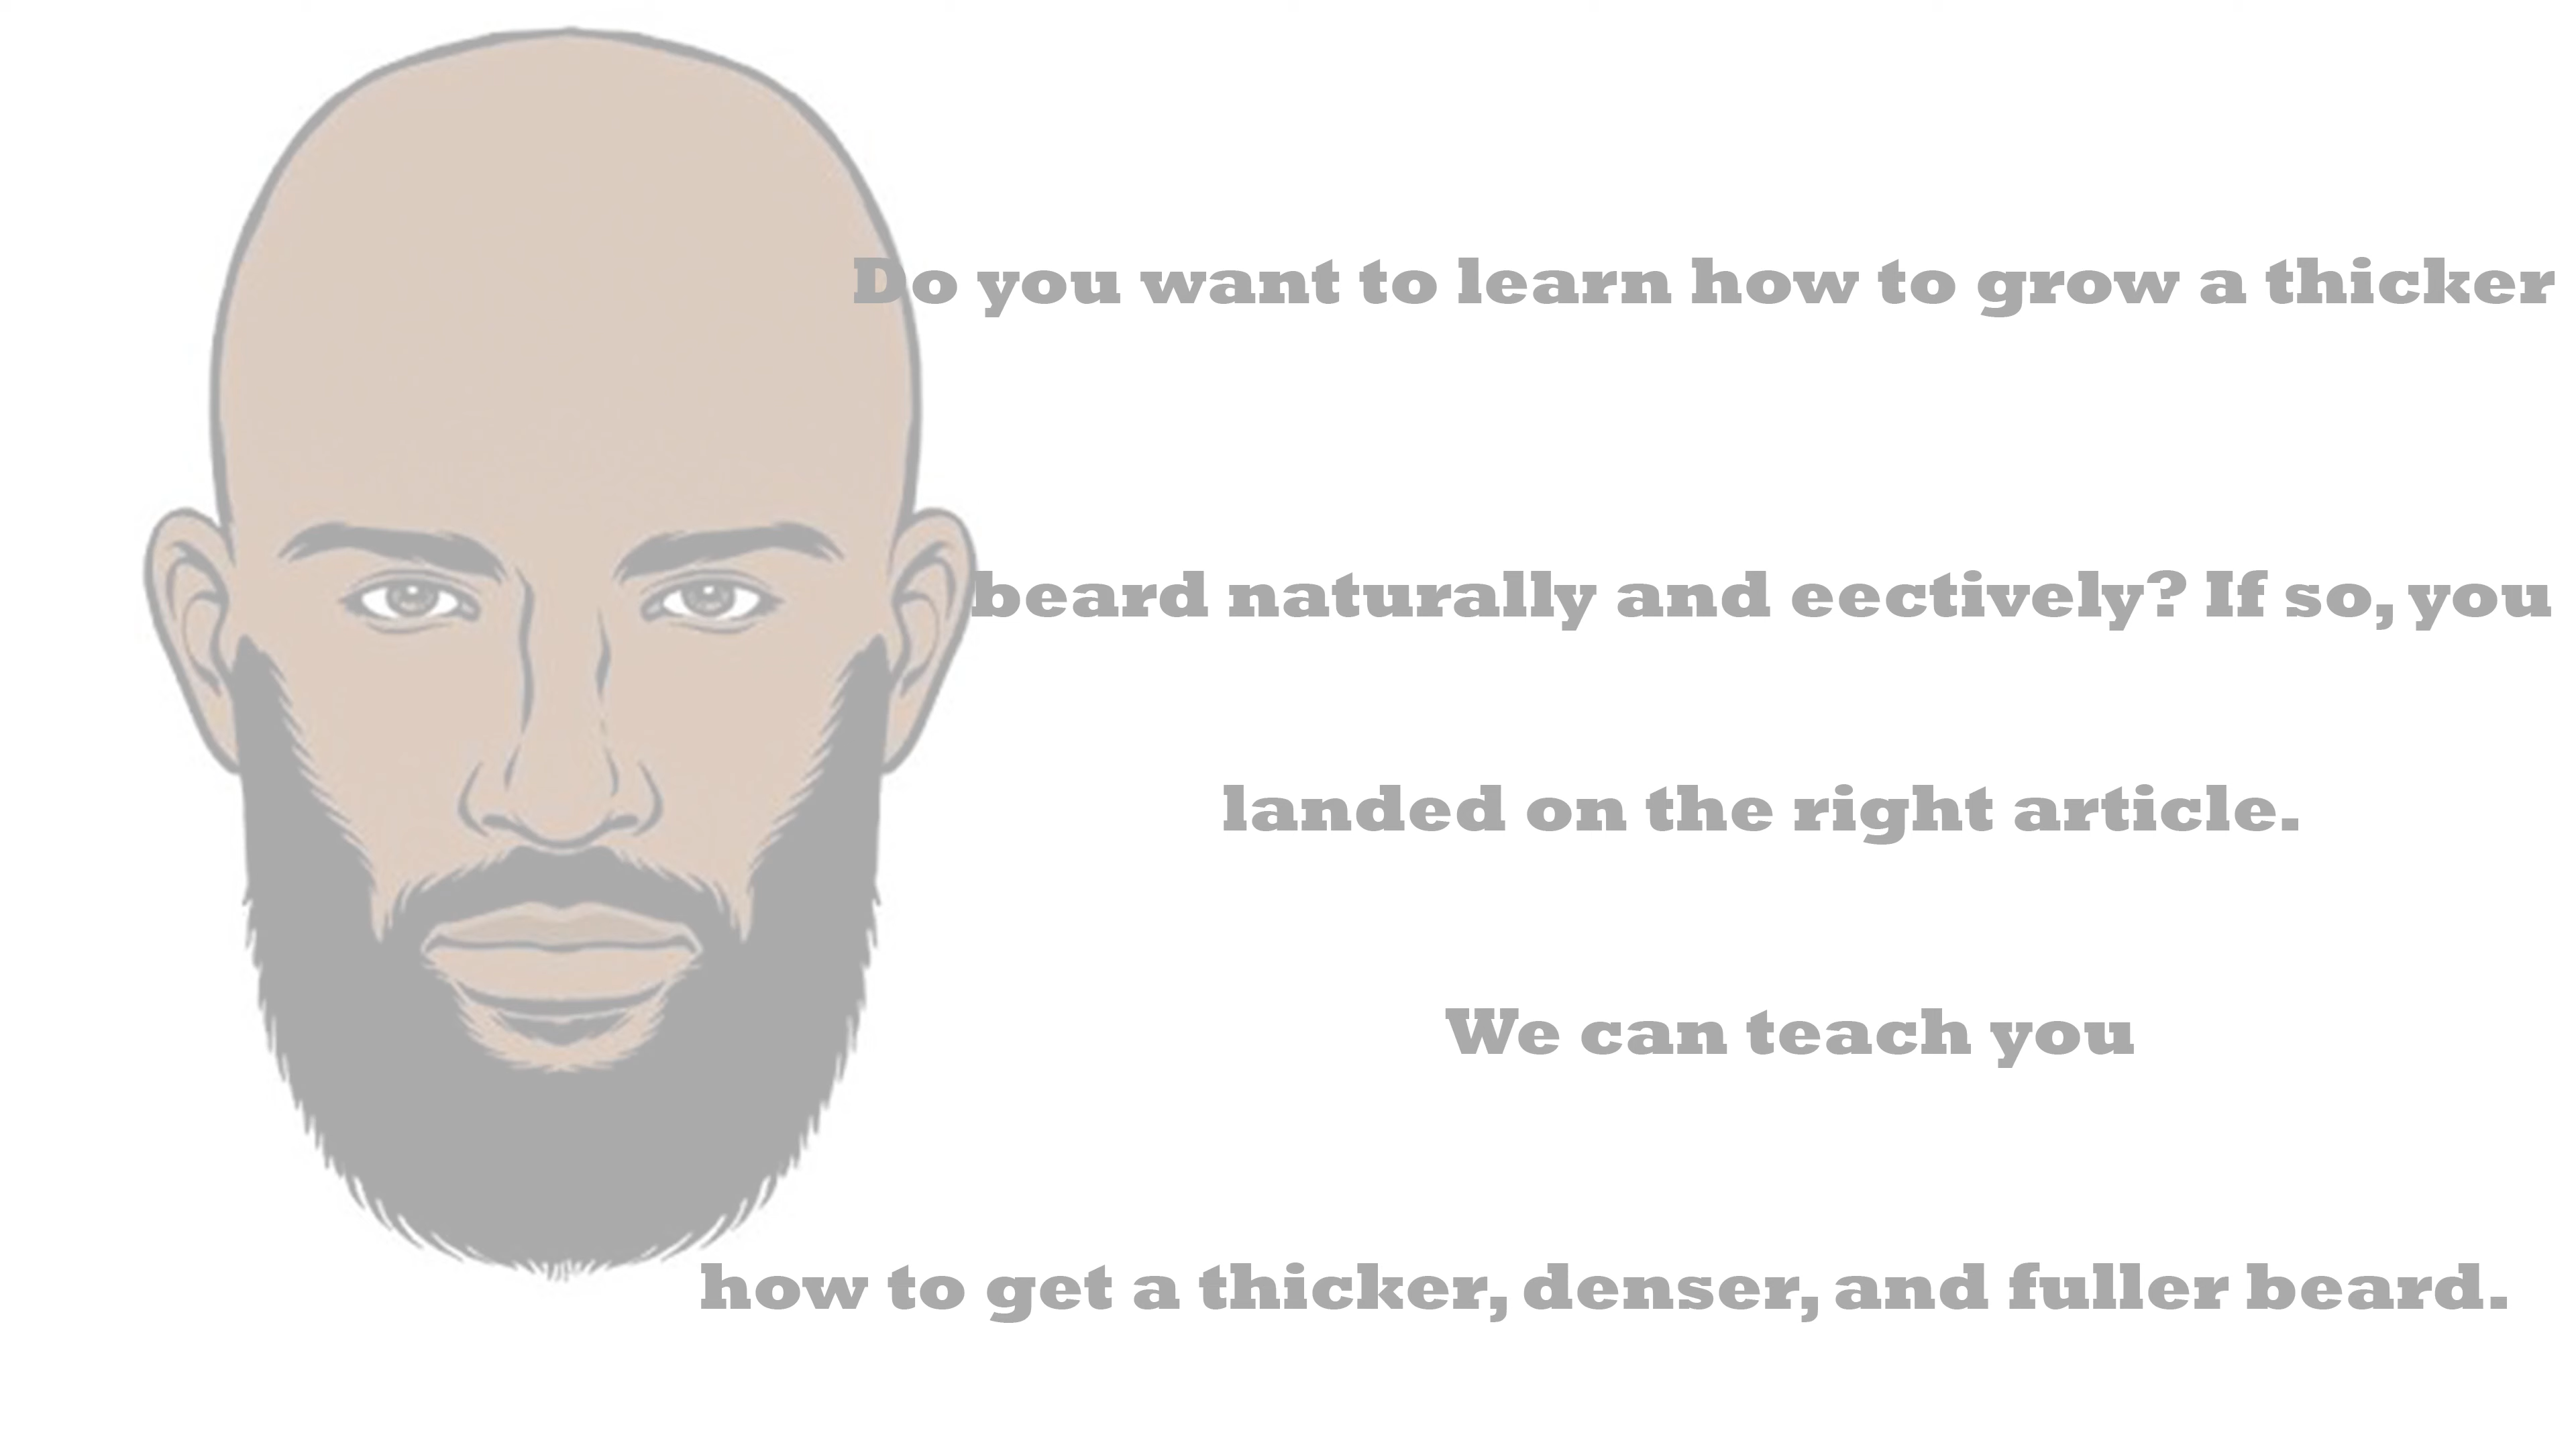 Do you want to learn how to grow a thicker
beard naturally and eectively? If so, you
landed on the right article.
We can teach you
how to get a thicker, denser, and fuller beard.